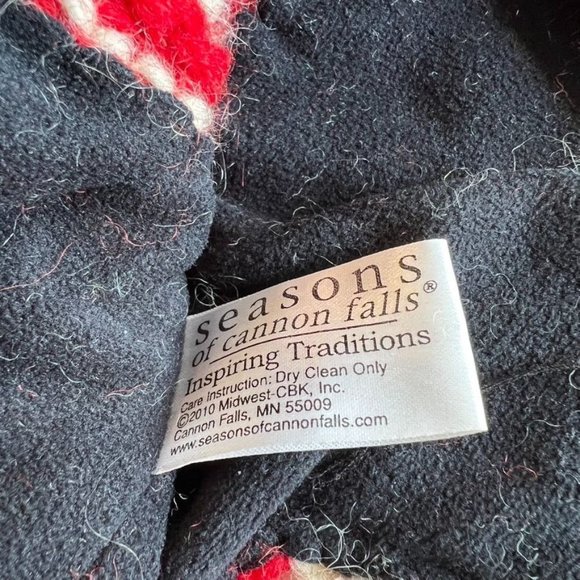 seasons
of cannon falls®
Inspiring Traditions
Care Instruction: Dry Clean Only
©2010 Midwest-CBK, Inc.
Cannon Falls, MN 55009
www.seasonsofcannonfalls.com